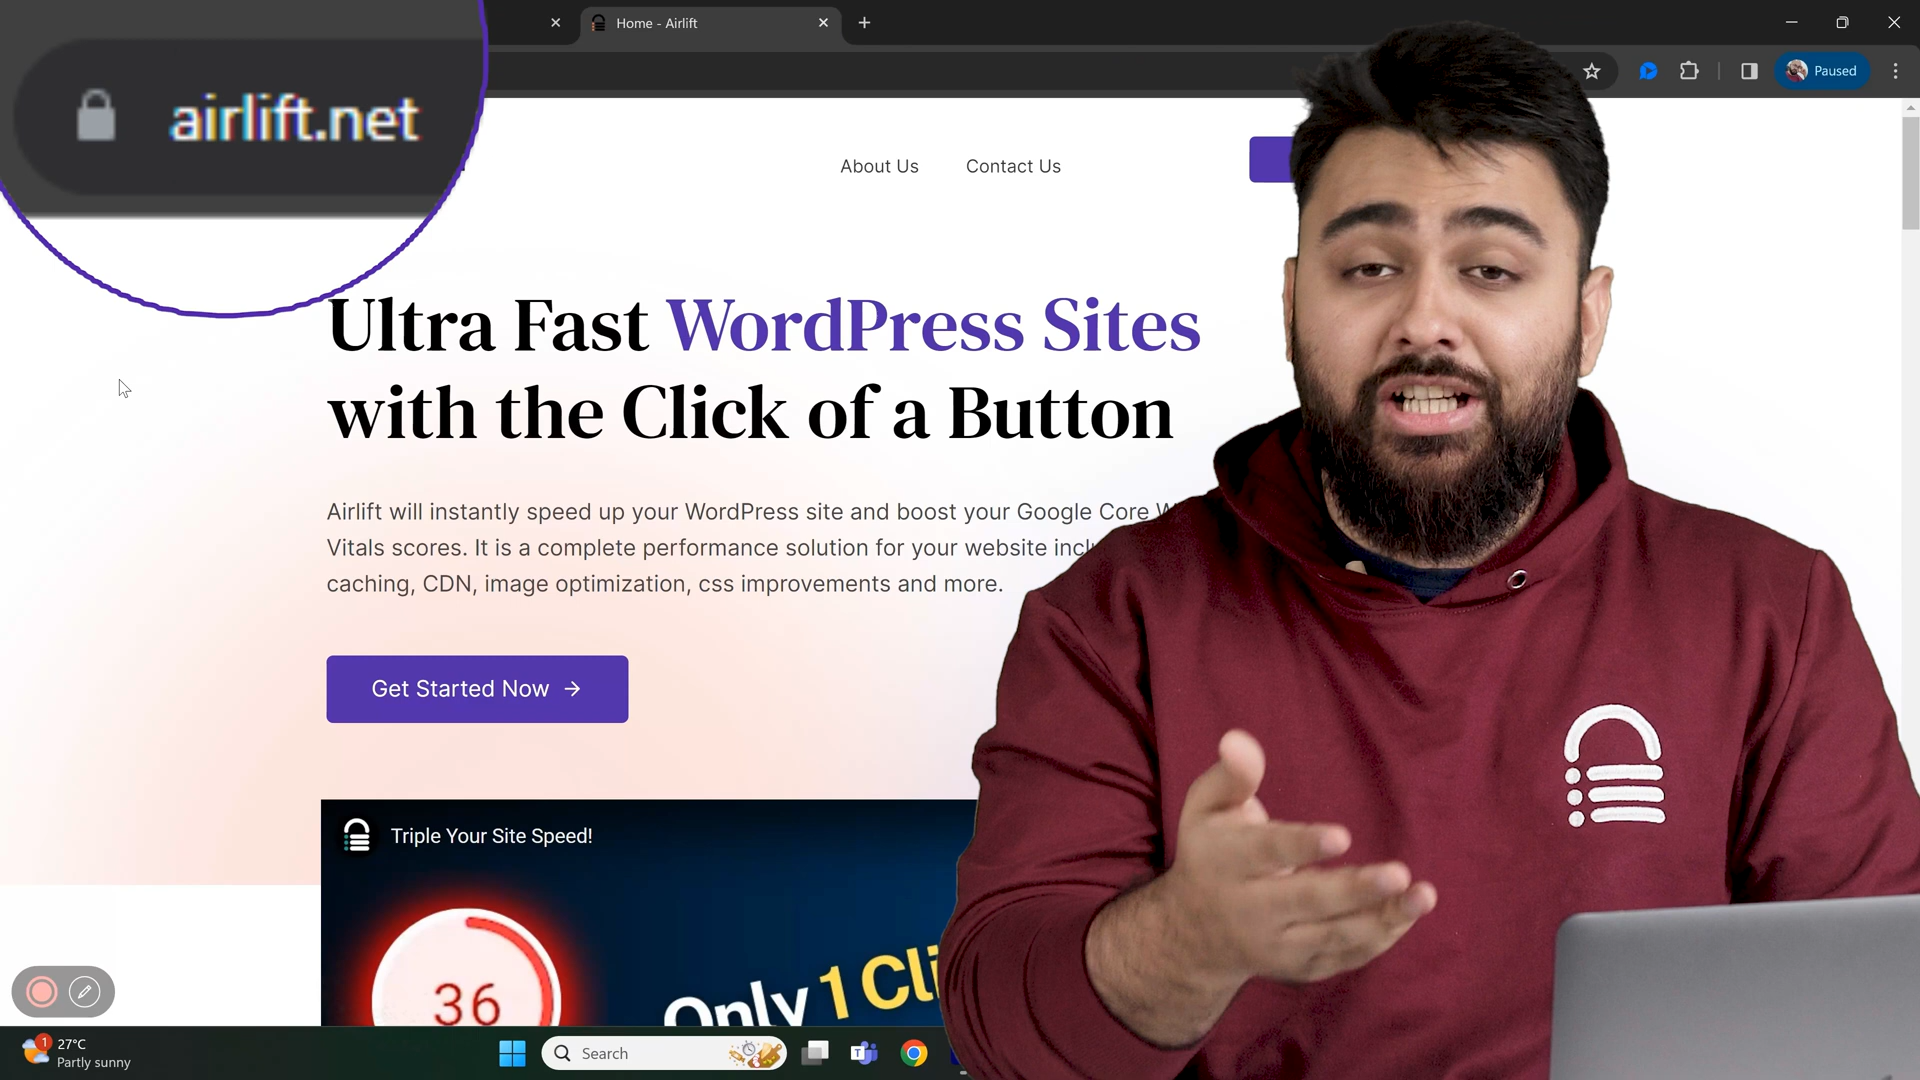 Home - Airlift
Paused
airlift.net
About Us
Contact Us
Ultra Fast WordPress Sites
with the Click of a Button
Airlift will instantly speed up your WordPress site and boost your Google Core
Vitals scores. It is a complete performance solution for your website
caching, CDN, image optimization, css improvements and more.
Get Started Now →
Triple Your Site Speed!
36
Only 1
1
27°C
Partly sunny
Search